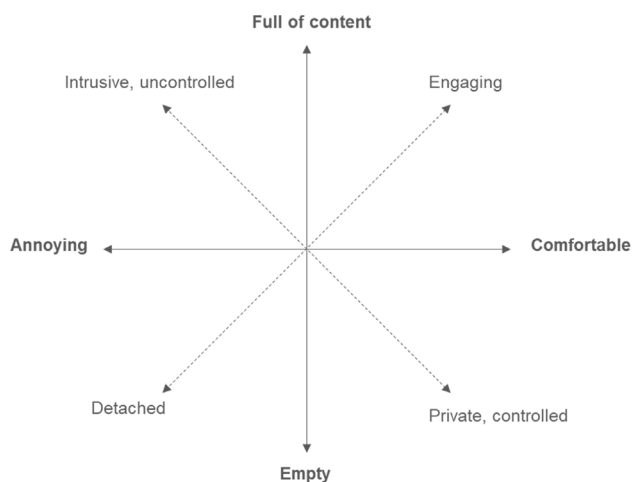 Full of content
Intrusive, uncontrolled
Engaging
Annoying
Comfortable
Detached
Private, controlled
Empty